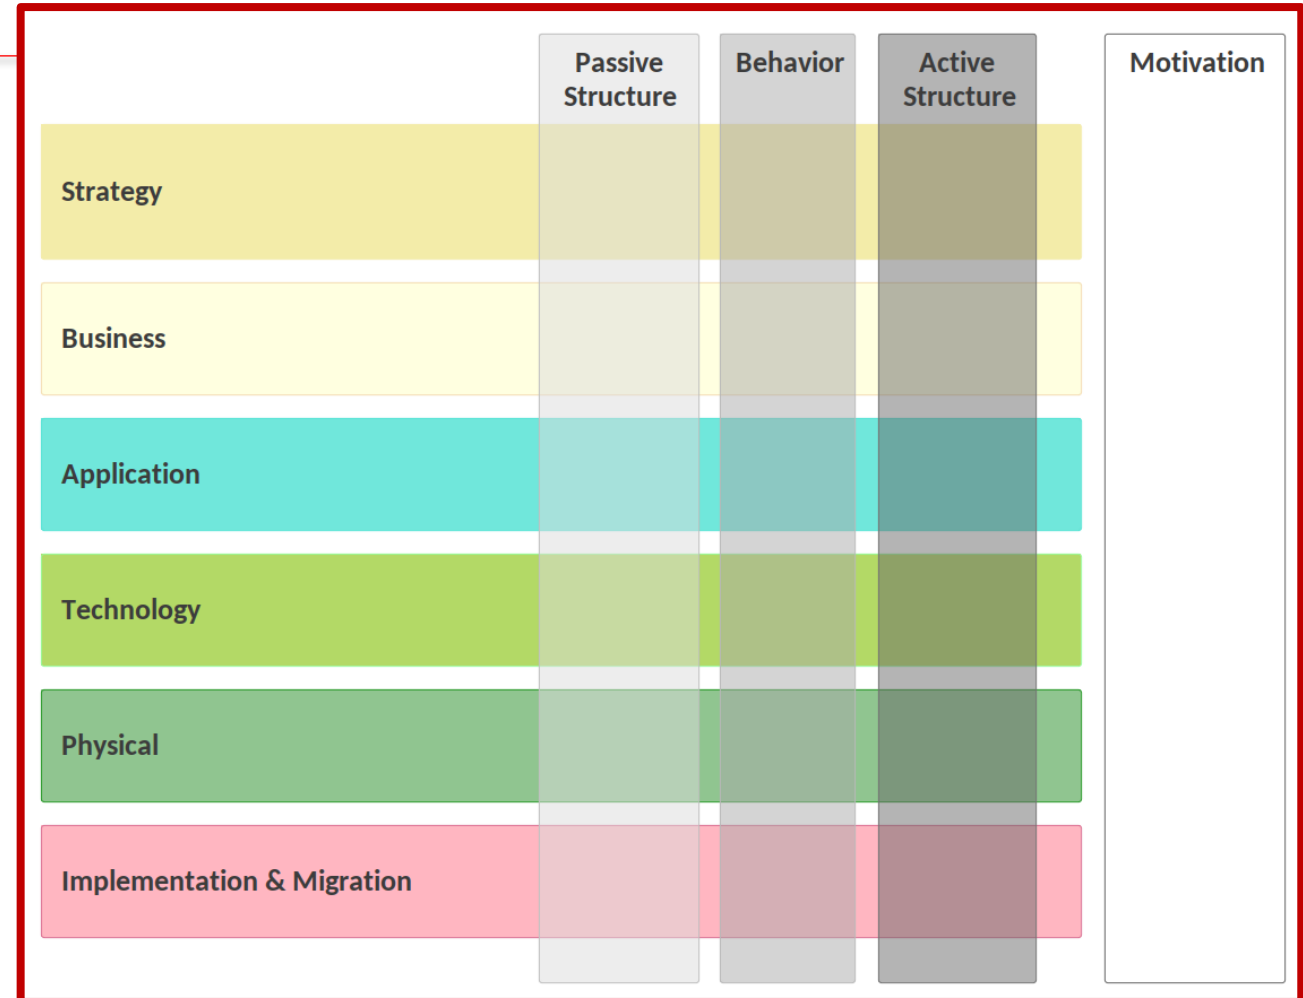 Passive
Structure
Behavior
Active
Structure
Motivation
Strategy
Business
Application
Technology
Physical
Implementation & Migration